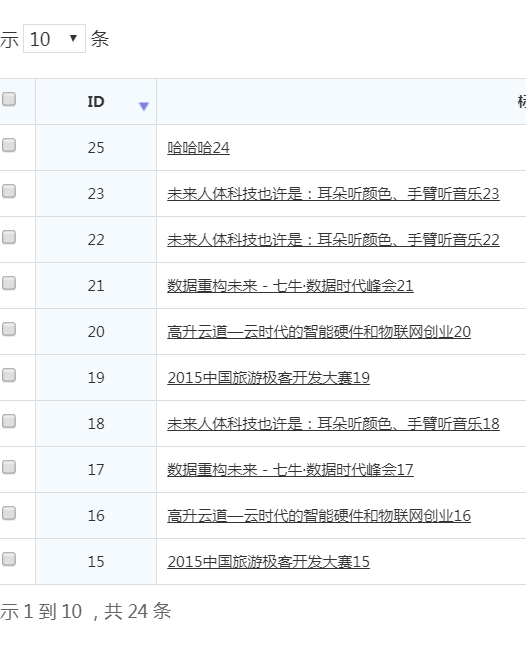 示 10 条
ID 标
25 哈哈哈24
23 未来人体科技也许是：耳朵听颜色、手臂听音乐23
22 未来人体科技也许是：耳朵听颜色、手臂听音乐22
21 数据重构未来 - 七牛·数据时代峰会21
20 高升云道—云时代的智能硬件和物联网创业20
19 2015中国旅游极客开发大赛19
18 未来人体科技也许是：耳朵听颜色、手臂听音乐18
17 数据重构未来 - 七牛·数据时代峰会17
16 高升云道—云时代的智能硬件和物联网创业16
15 2015中国旅游极客开发大赛15
示 1 到 10 ，共 24 条